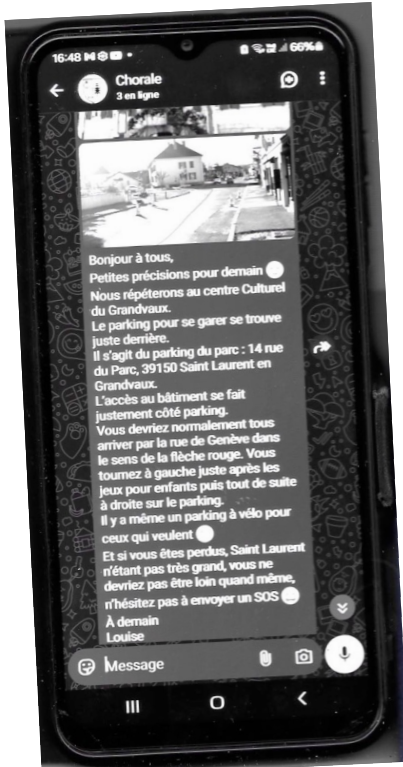 16:48
66%
Chorale
3 en ligne
Bonjour à tous,
Petites précisions pour demain
Nous répéterons au centre Culturel
du Grandvaux.
Le parking pour se garer se trouve
juste derrière.
Il s'agit du parking du parc : 14 rue
du Parc, 39150 Saint Laurent en
Grandvaux.
L'accès au bâtiment se fait
justement côté parking.
Vous devriez normalement tous
arriver par la rue de Genève dans
le sens de la flèche rouge. Vous
tournez à gauche juste après les
jeux pour enfants puis tout de suite
à droite sur le parking.
Il y a même un parking à vélo pour
ceux qui veulent
Et si vous êtes perdus, Saint Laurent
n'étant pas très grand, vous ne
devriez pas être loin quand même,
n'hésitez pas à envoyer un SOS
À demain
Louise
Message